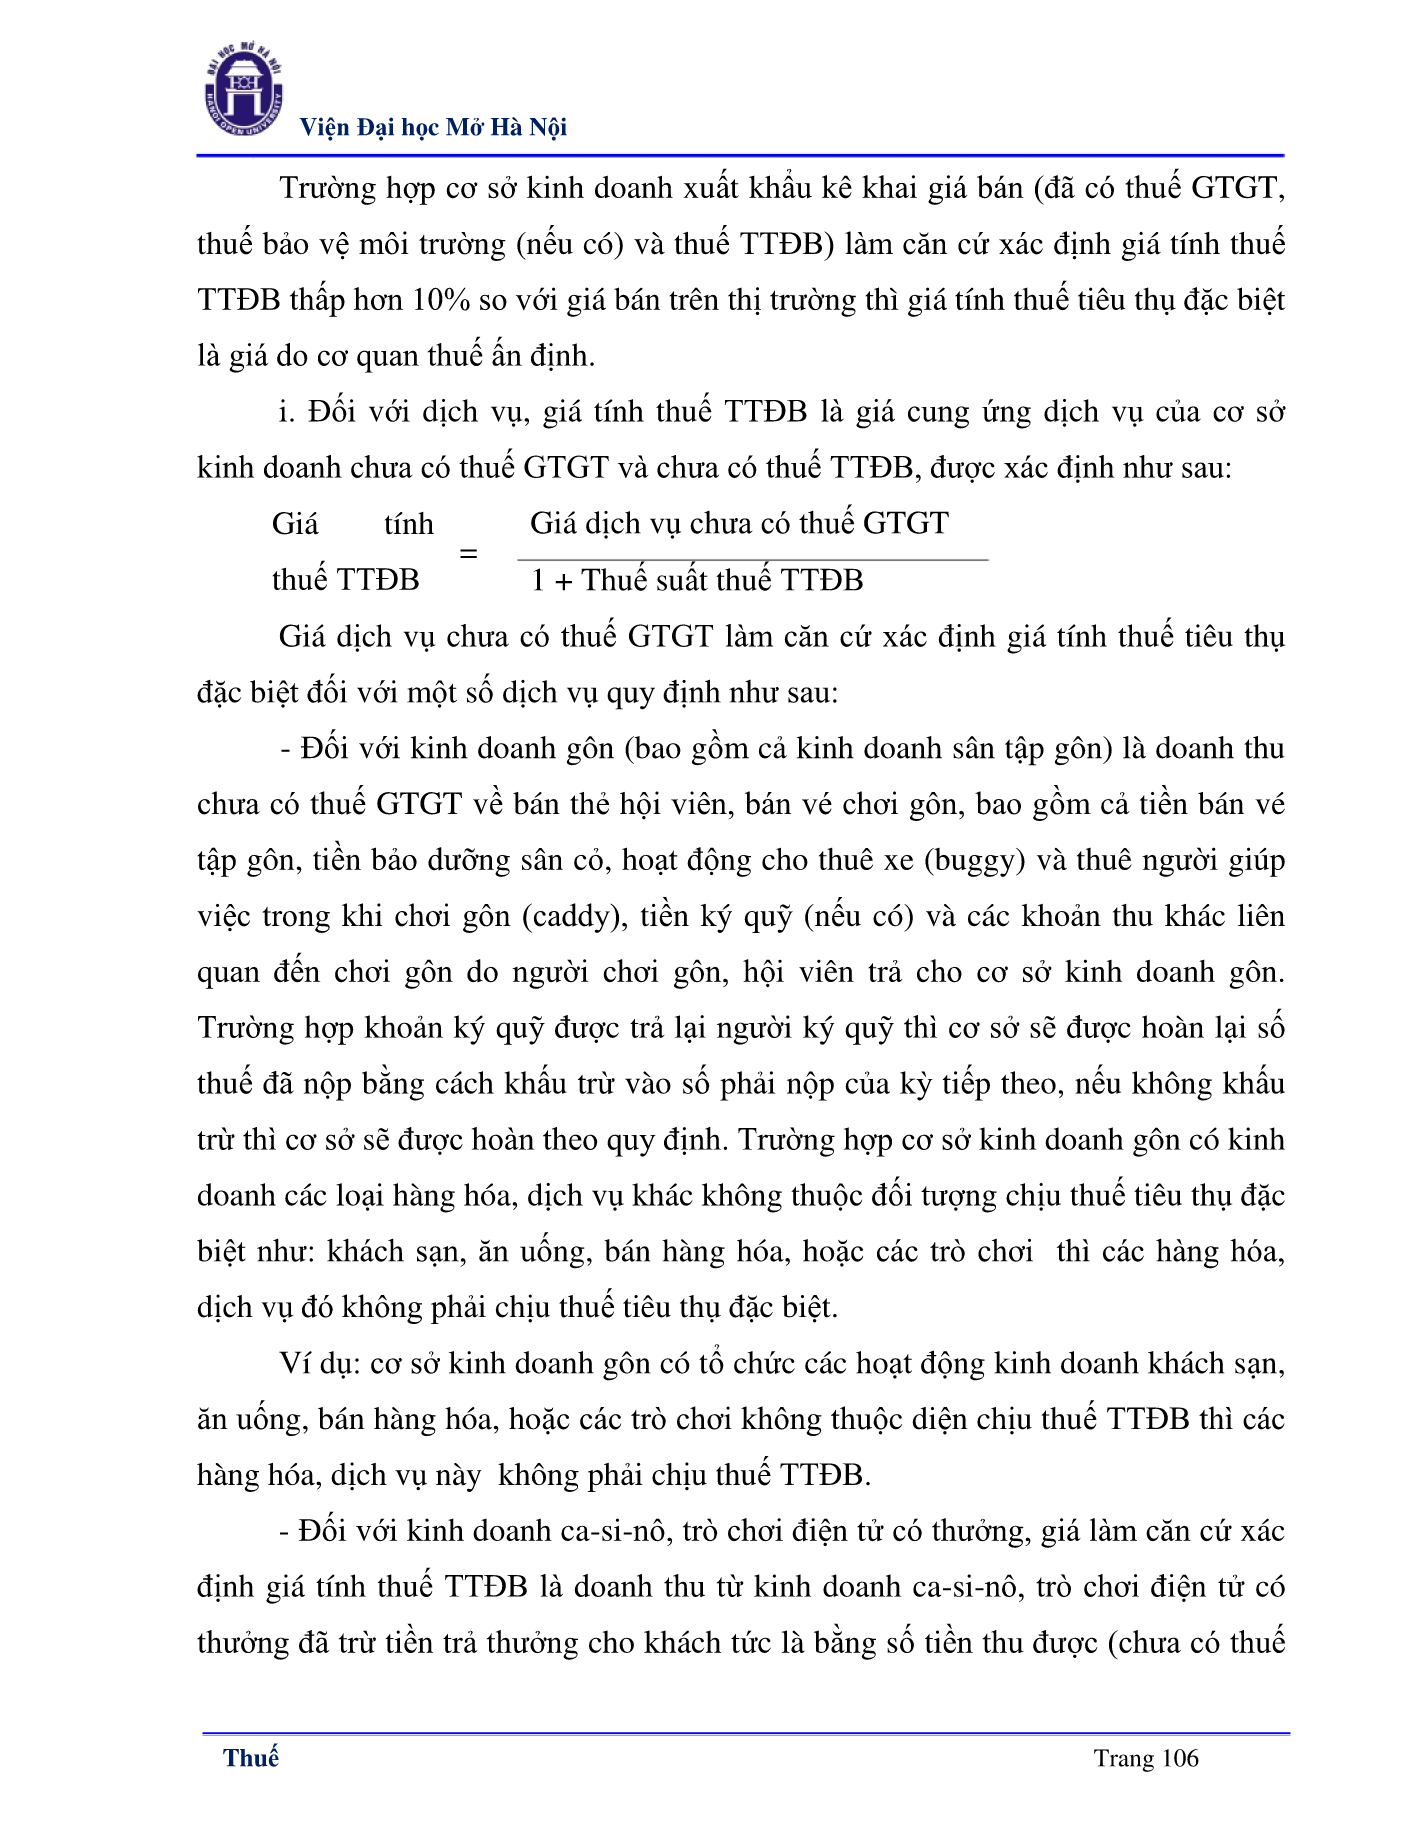 ĐẠI HỌC MỞ HÀ NỘI
HANOI OPEN UNIVERSITY
Viện Đại học Mở Hà Nội
Trường hợp cơ sở kinh doanh xuất khẩu kê khai giá bán (đã có thuế GTGT,
thuế bảo vệ môi trường (nếu có) và thuế TTĐB) làm căn cứ xác định giá tính thuế
TTĐB thấp hơn 10% so với giá bán trên thị trường thì giá tính thuế tiêu thụ đặc biệt
là giá do cơ quan thuế ấn định.
i. Đối với dịch vụ, giá tính thuế TTĐB là giá cung ứng dịch vụ của cơ sở
kinh doanh chưa có thuế GTGT và chưa có thuế TTĐB, được xác định như sau:
Giá tính
thuế TTĐB
=
Giá dịch vụ chưa có thuế GTGT
1 + Thuế suất thuế TTĐB
Giá dịch vụ chưa có thuế GTGT làm căn cứ xác định giá tính thuế tiêu thụ
đặc biệt đối với một số dịch vụ quy định như sau:
- Đối với kinh doanh gôn (bao gồm cả kinh doanh sân tập gôn) là doanh thu
chưa có thuế GTGT về bán thẻ hội viên, bán vé chơi gôn, bao gồm cả tiền bán vé
tập gôn, tiền bảo dưỡng sân cỏ, hoạt động cho thuê xe (buggy) và thuê người giúp
việc trong khi chơi gôn (caddy), tiền ký quỹ (nếu có) và các khoản thu khác liên
quan đến chơi gôn do người chơi gôn, hội viên trả cho cơ sở kinh doanh gôn.
Trường hợp khoản ký quỹ được trả lại người ký quỹ thì cơ sở sẽ được hoàn lại số
thuế đã nộp bằng cách khấu trừ vào số phải nộp của kỳ tiếp theo, nếu không khấu
trừ thì cơ sở sẽ được hoàn theo quy định. Trường hợp cơ sở kinh doanh gôn có kinh
doanh các loại hàng hóa, dịch vụ khác không thuộc đối tượng chịu thuế tiêu thụ đặc
biệt như: khách sạn, ăn uống, bán hàng hóa, hoặc các trò chơi  thì các hàng hóa,
dịch vụ đó không phải chịu thuế tiêu thụ đặc biệt.
Ví dụ: cơ sở kinh doanh gôn có tổ chức các hoạt động kinh doanh khách sạn,
ăn uống, bán hàng hóa, hoặc các trò chơi không thuộc diện chịu thuế TTĐB thì các
hàng hóa, dịch vụ này  không phải chịu thuế TTĐB.
- Đối với kinh doanh ca-si-nô, trò chơi điện tử có thưởng, giá làm căn cứ xác
định giá tính thuế TTĐB là doanh thu từ kinh doanh ca-si-nô, trò chơi điện tử có
thưởng đã trừ tiền trả thưởng cho khách tức là bằng số tiền thu được (chưa có thuế
Thuế
Trang 106